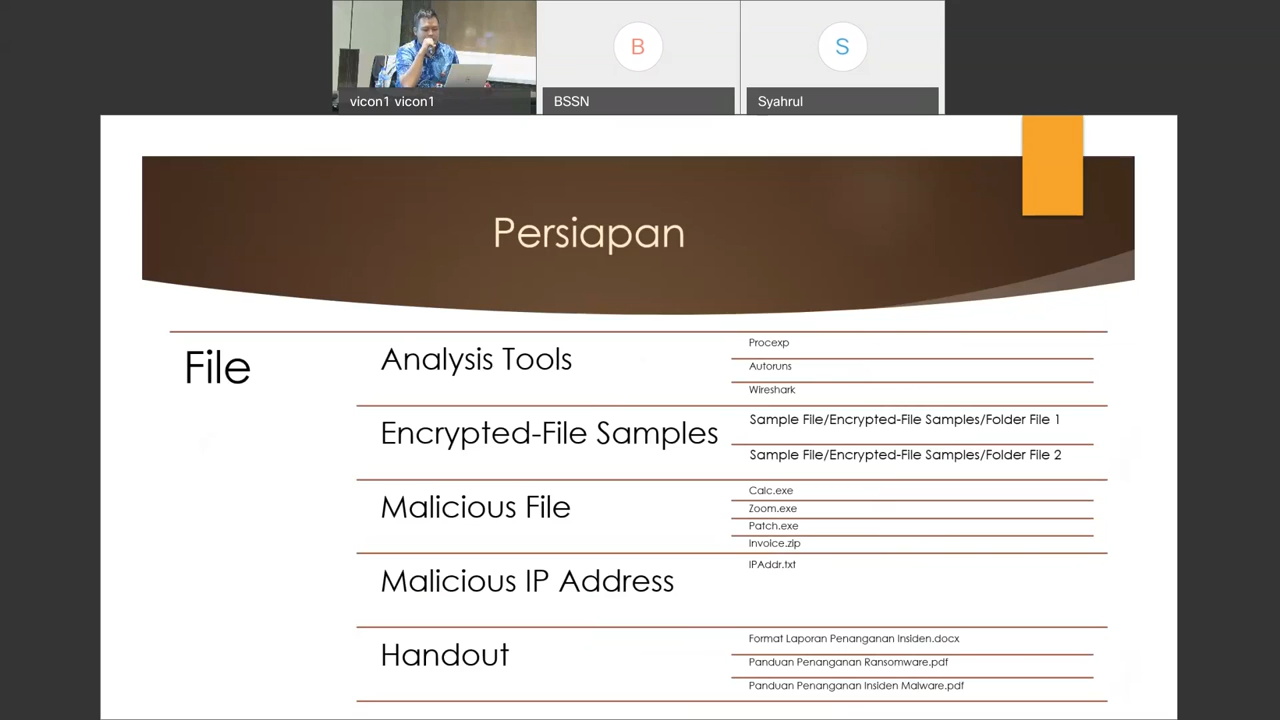 B
S
vicon1 vicon1
BSSN
Syahrul
Persiapan
File
Analysis Tools
Procexp
Autoruns
Wireshark
Encrypted-File Samples
Sample File/Encrypted-File Samples/Folder File 1
Sample File/Encrypted-File Samples/Folder File 2
Malicious File
Calc.exe
Zoom.exe
Patch.exe
Invoice.zip
Malicious IP Address
IPAddr.txt
Handout
Format Laporan Penanganan Insiden.docx
Panduan Penanganan Ransomware.pdf
Panduan Penanganan Insiden Malware.pdf